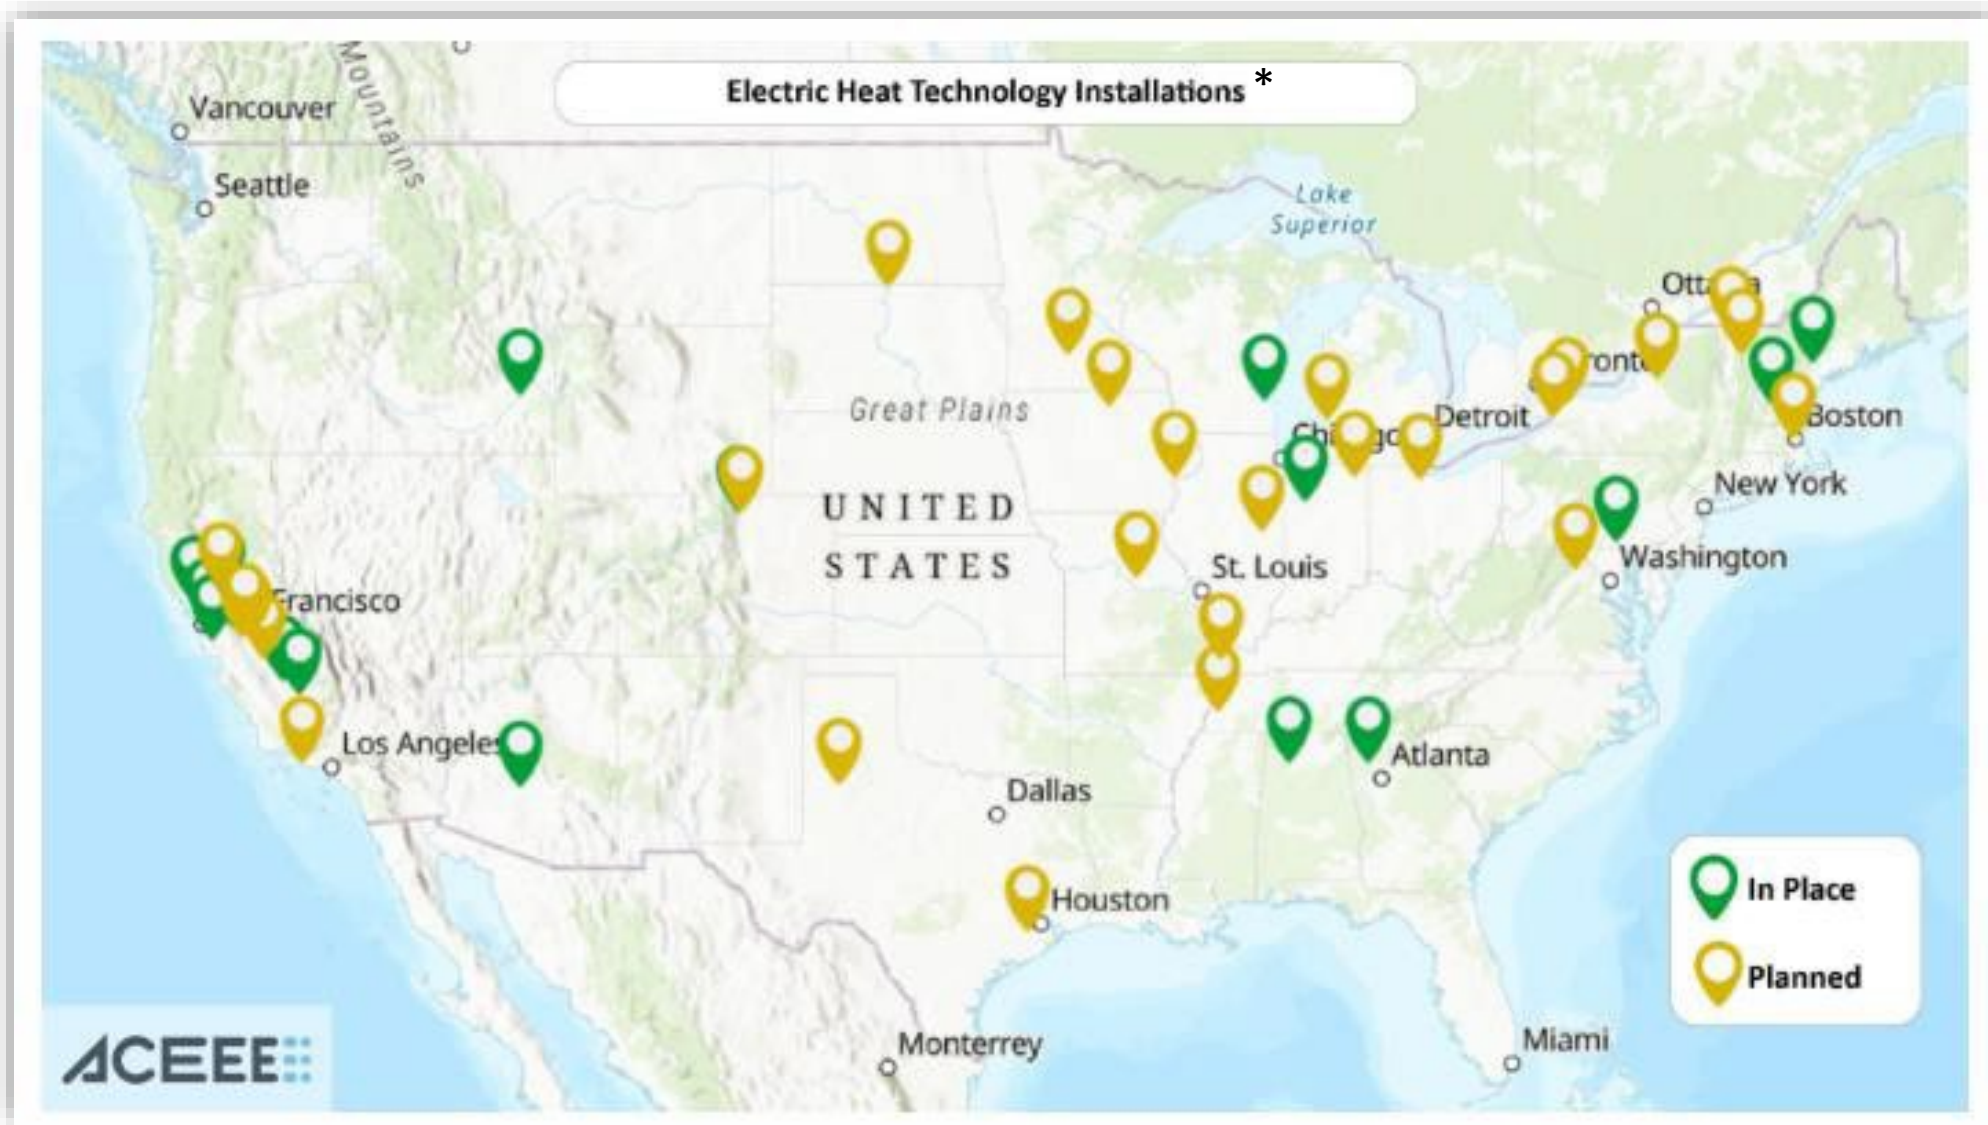 Electric Heat Technology Installations *
Vancouver
Mountains
Seattle
Lake
Superior
Great Plains
Detroit
Boston
New York
UNITED
STATES
St. Louis
Washington
Francisco
Los Angeles
Atlanta
Dallas
Houston
In Place
Planned
Monterrey
Miami
ACEEE